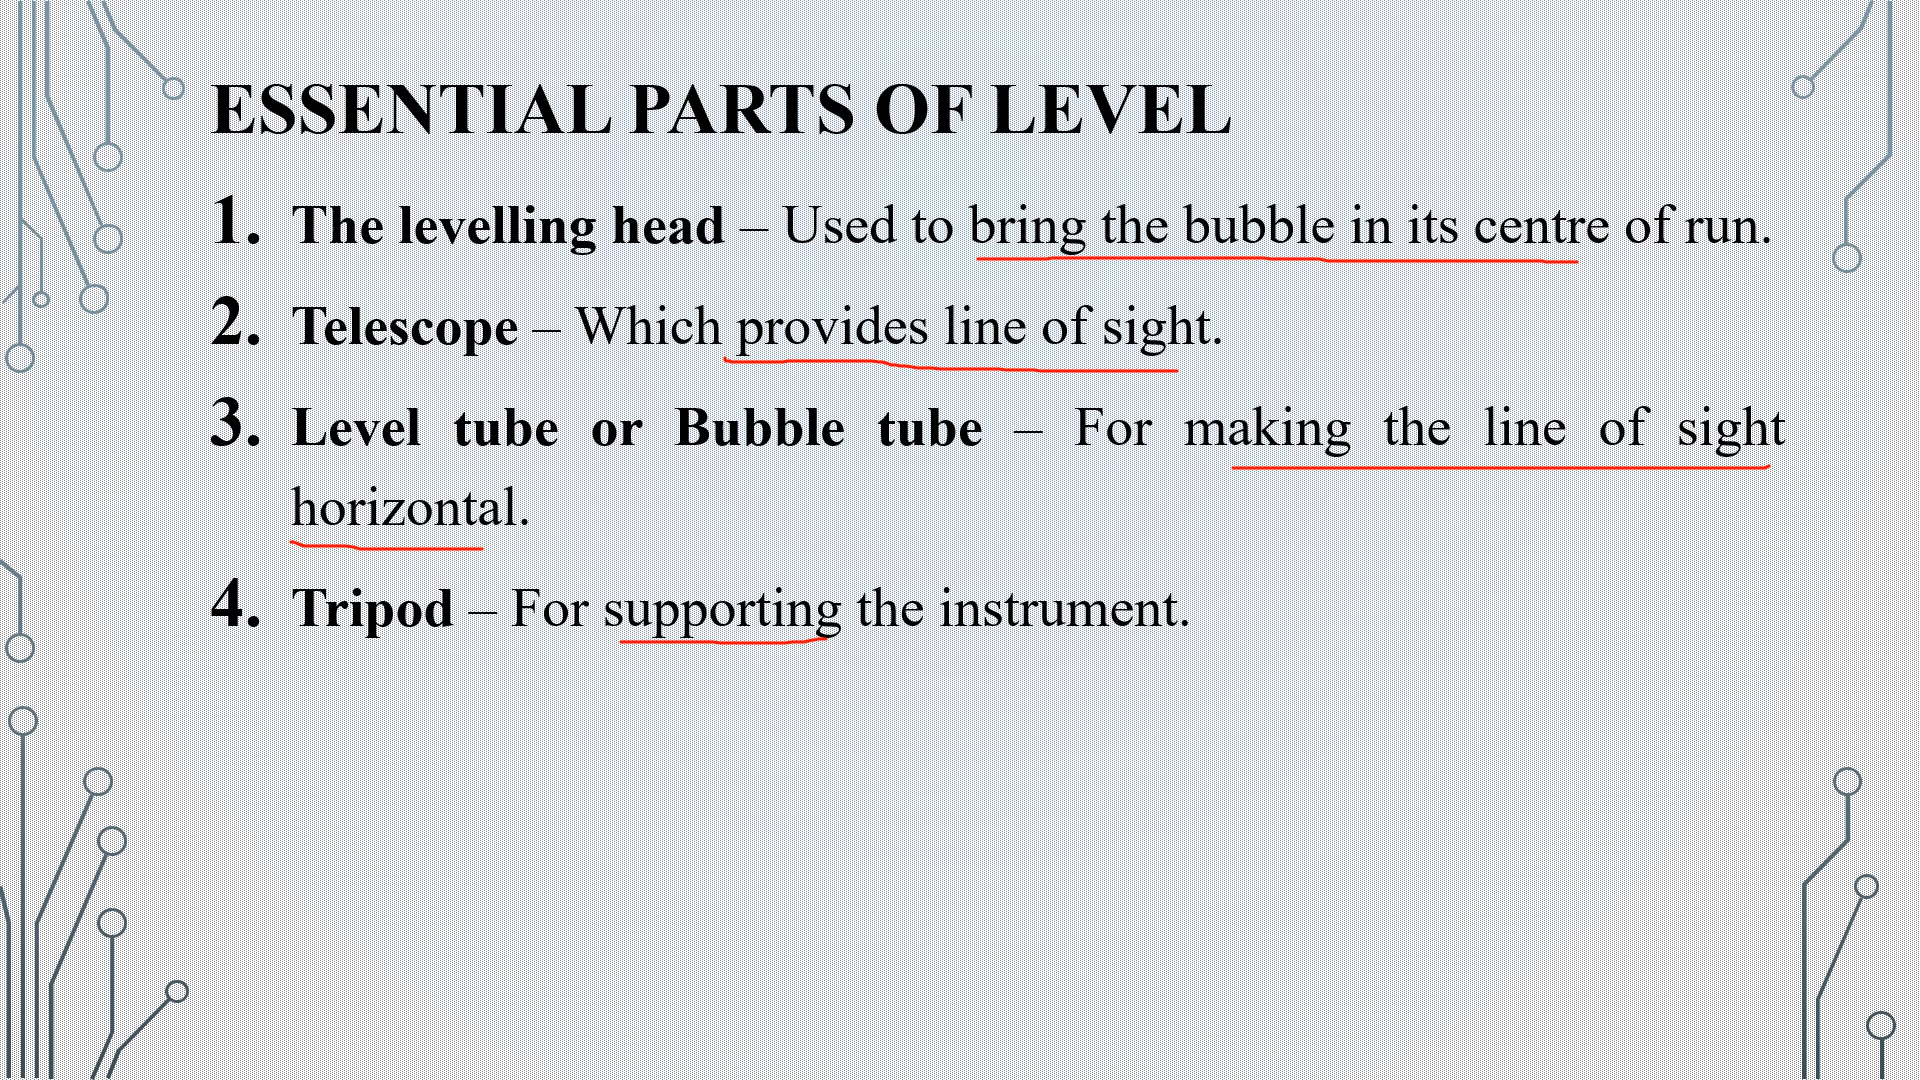 ESSENTIAL PARTS OF LEVEL
1. The levelling head – Used to bring the bubble in its centre of run.
2. Telescope – Which provides line of sight.
3. Level tube or Bubble tube – For making the line of sight
horizontal.
4. Tripod – For supporting the instrument.